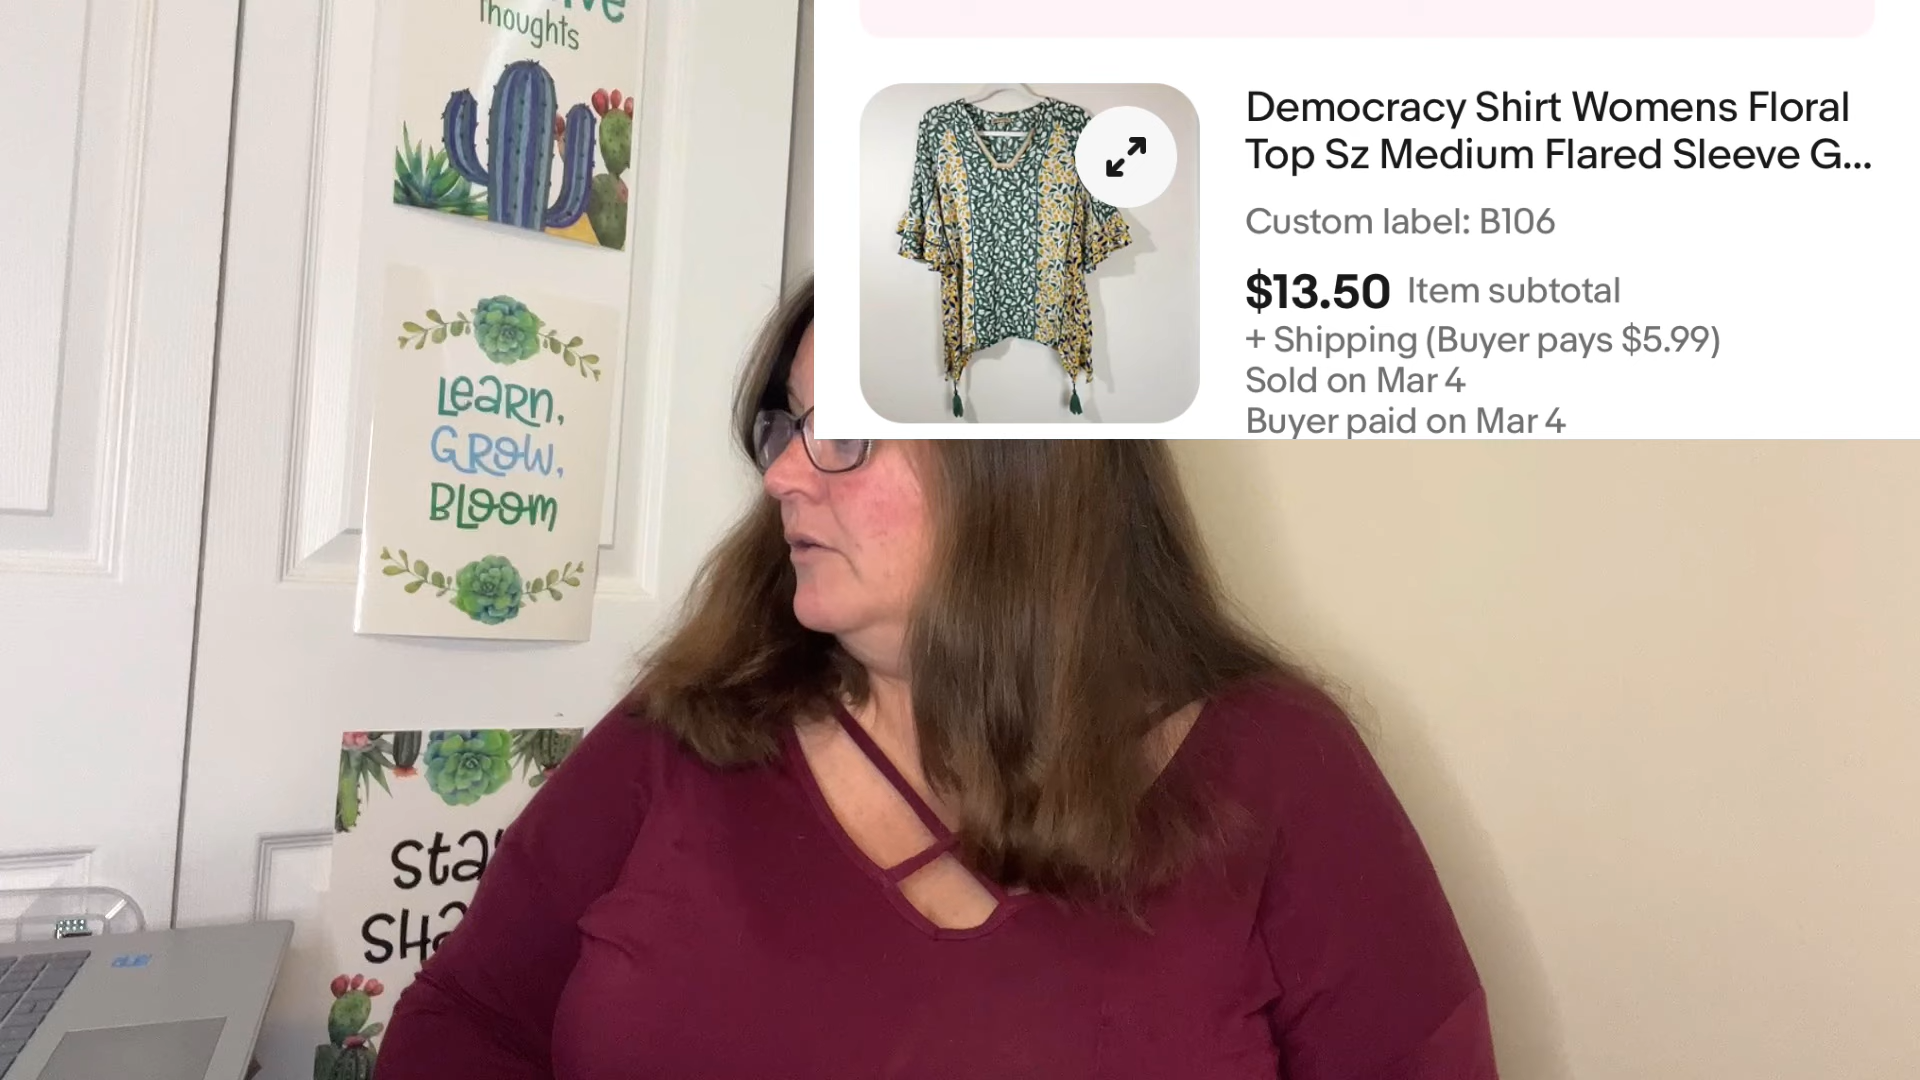 Thoughts
Learn,
Grow,
Bloom
Democracy Shirt Womens Floral
Top Sz Medium Flared Sleeve G...
Custom label: B106
$13.50 Item subtotal
+ Shipping (Buyer pays $5.99)
Sold on Mar 4
Buyer paid on Mar 4